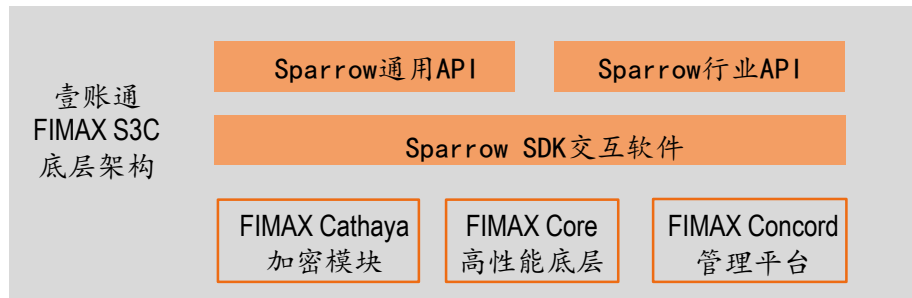 壹账通
FIMAX S3C
底层架构
Sparrow通用API
Sparrow行业API
Sparrow SDK交互软件
FIMAX Cathaya
加密模块
FIMAX Core
高性能底层
FIMAX Concord
管理平台